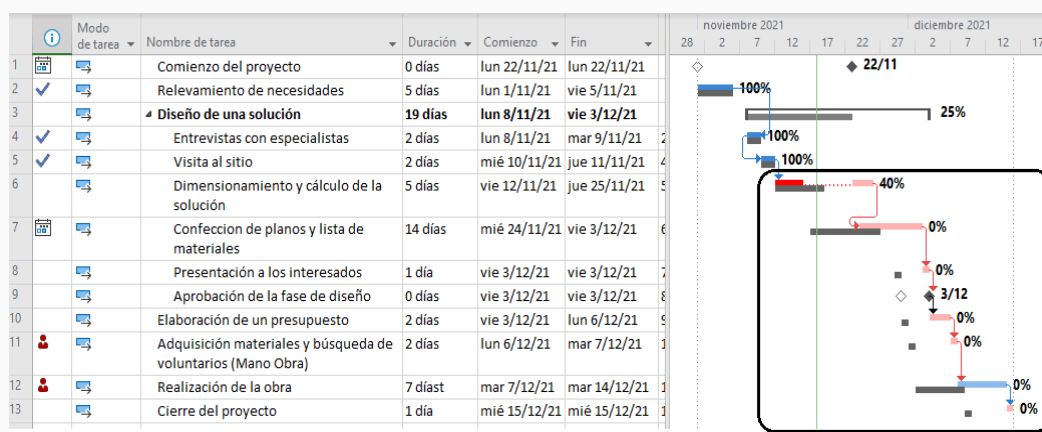 Modo de tarea Nombre de tarea Duración Comienzo Fin
noviembre 2021 diciembre 2021
28 2 7 12 17 22 27 2 7 12 17
1 Comienzo del proyecto 0 días lun 22/11/21 lun 22/11/21 22/11
2 Relevamiento de necesidades 5 días lun 1/11/21 vie 5/11/21 100%
3 Diseño de una solución 19 días lun 8/11/21 vie 3/12/21 25%
4 Entrevistas con especialistas 2 días lun 8/11/21 mar 9/11/21 2 100%
5 Visita al sitio 2 días mié 10/11/21 jue 11/11/21 4 100%
6 Dimensionamiento y cálculo de la 5 días vie 12/11/21 jue 25/11/21 5 40%
solución
7 Confeccion de planos y lista de 14 días mié 24/11/21 vie 3/12/21 6 0%
materiales
8 Presentación a los interesados 1 día vie 3/12/21 vie 3/12/21 7 0%
9 Aprobación de la fase de diseño 0 días vie 3/12/21 vie 3/12/21 8 3/12
10 Elaboración de un presupuesto 2 días vie 3/12/21 lun 6/12/21 9 0%
11 Adquisición materiales y búsqueda de 2 días lun 6/12/21 mar 7/12/21 1 0%
voluntarios (Mano Obra)
12 Realización de la obra 7 díast mar 7/12/21 mar 14/12/21 1 0%
13 Cierre del proyecto 1 día mié 15/12/21 mié 15/12/21 1 0%